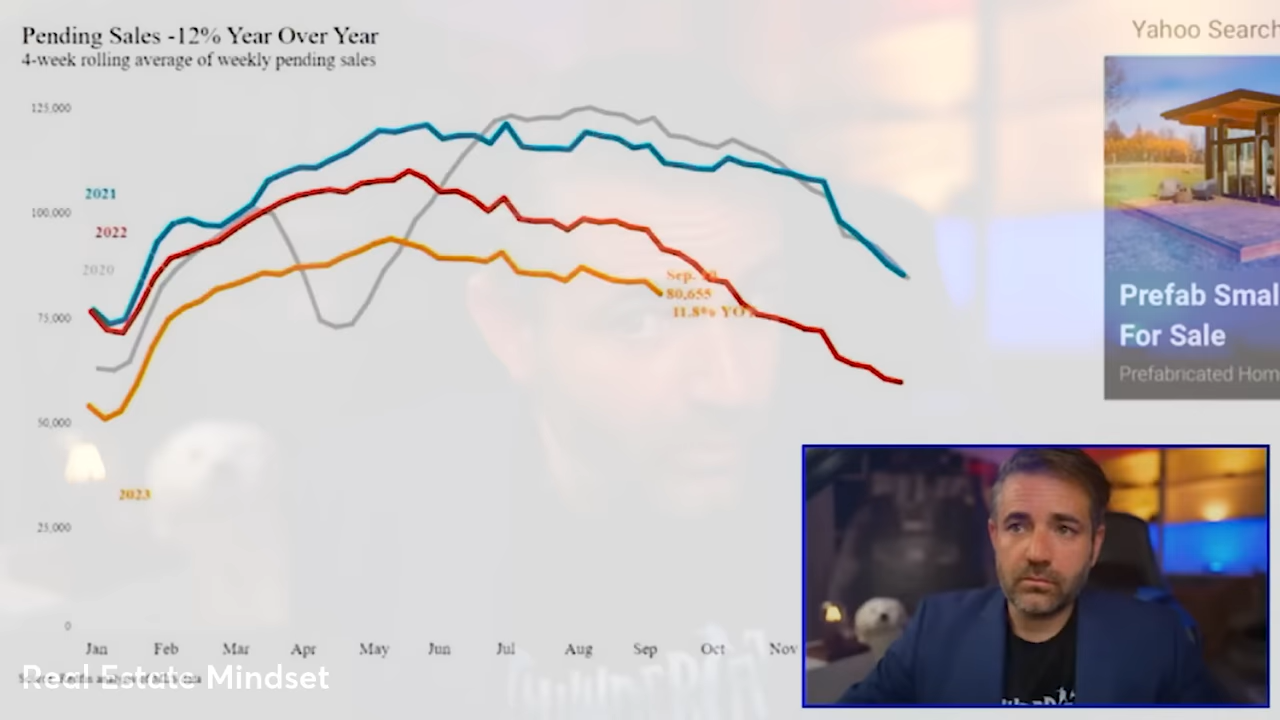 Pending Sales -12% Year Over Year
4-week rolling average of weekly pending sales
Yahoo Search
125,000
2021
100,000
2022
2020
Sep.
80,655
11.8% YO
75,000
Prefab Smal
For Sale
Prefabricated Hom
50,000
2023
25,000
0
Jan Feb Mar Apr May Jun Jul Aug Sep Oct Nov
Real Estate Mindset